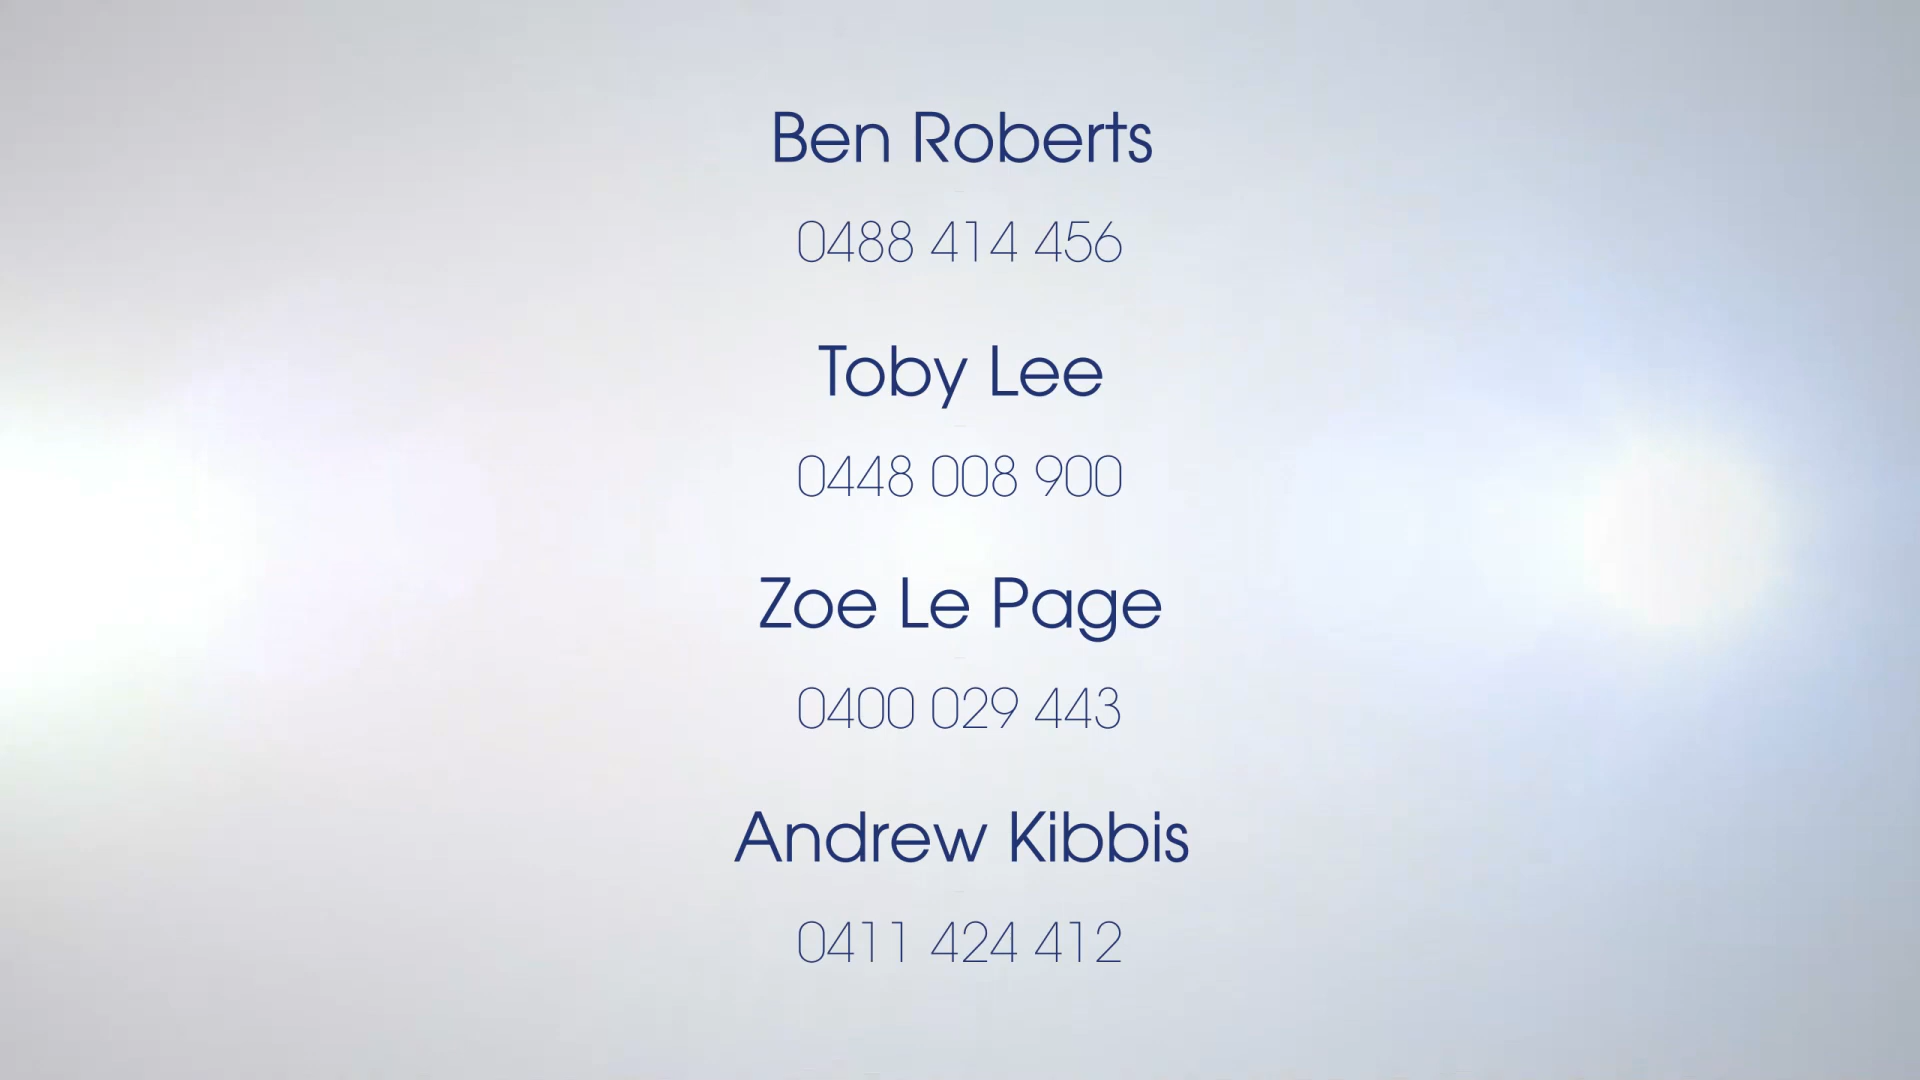 Ben Roberts
0488 414 456
Toby Lee
0448 008 900
Zoe Le Page
0400 029 443
Andrew Kibbis
0411 424 412